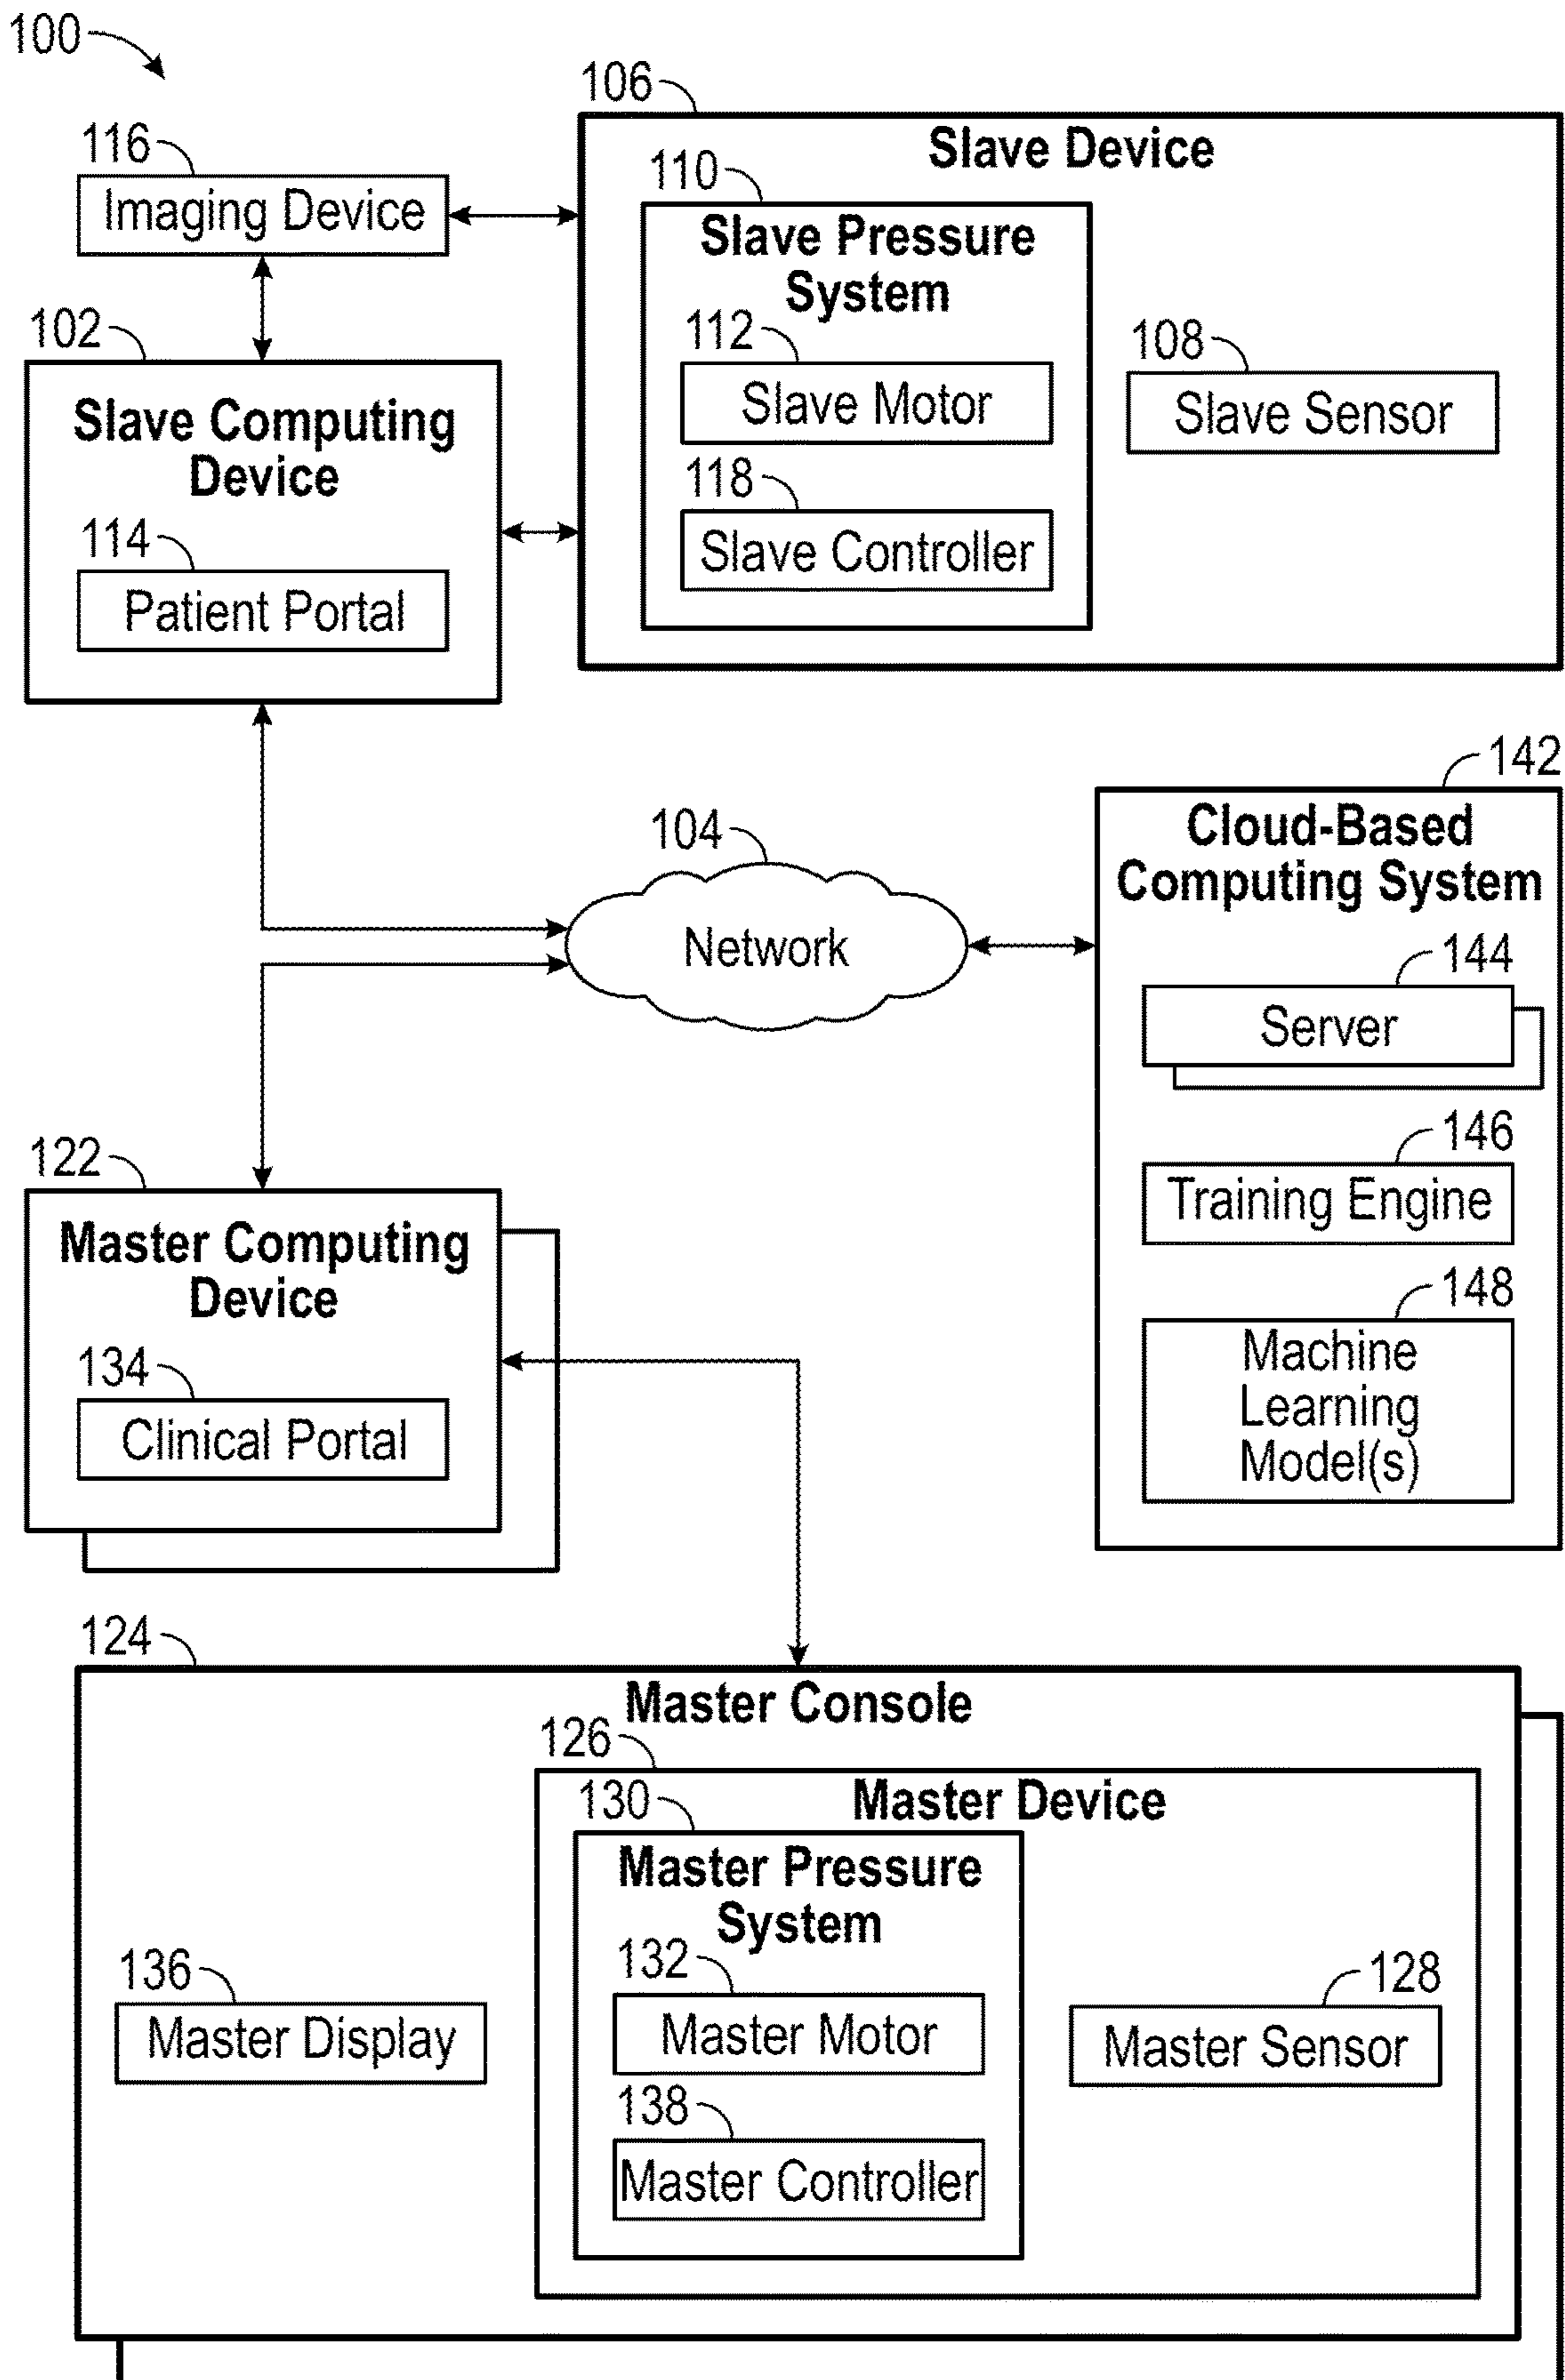 100
106
Slave Device
116
Imaging Device
110
Slave Pressure
System
112
Slave Motor
118
Slave Controller
108
Slave Sensor
102
Slave Computing
Device
114
Patient Portal
104
Network
142
Cloud-Based
Computing System
144
Server
146
Training Engine
148
Machine
Learning
Model(s)
122
Master Computing
Device
134
Clinical Portal
124
Master Console
126
Master Device
130
Master Pressure
System
132
Master Motor
138
Master Controller
136
Master Display
128
Master Sensor